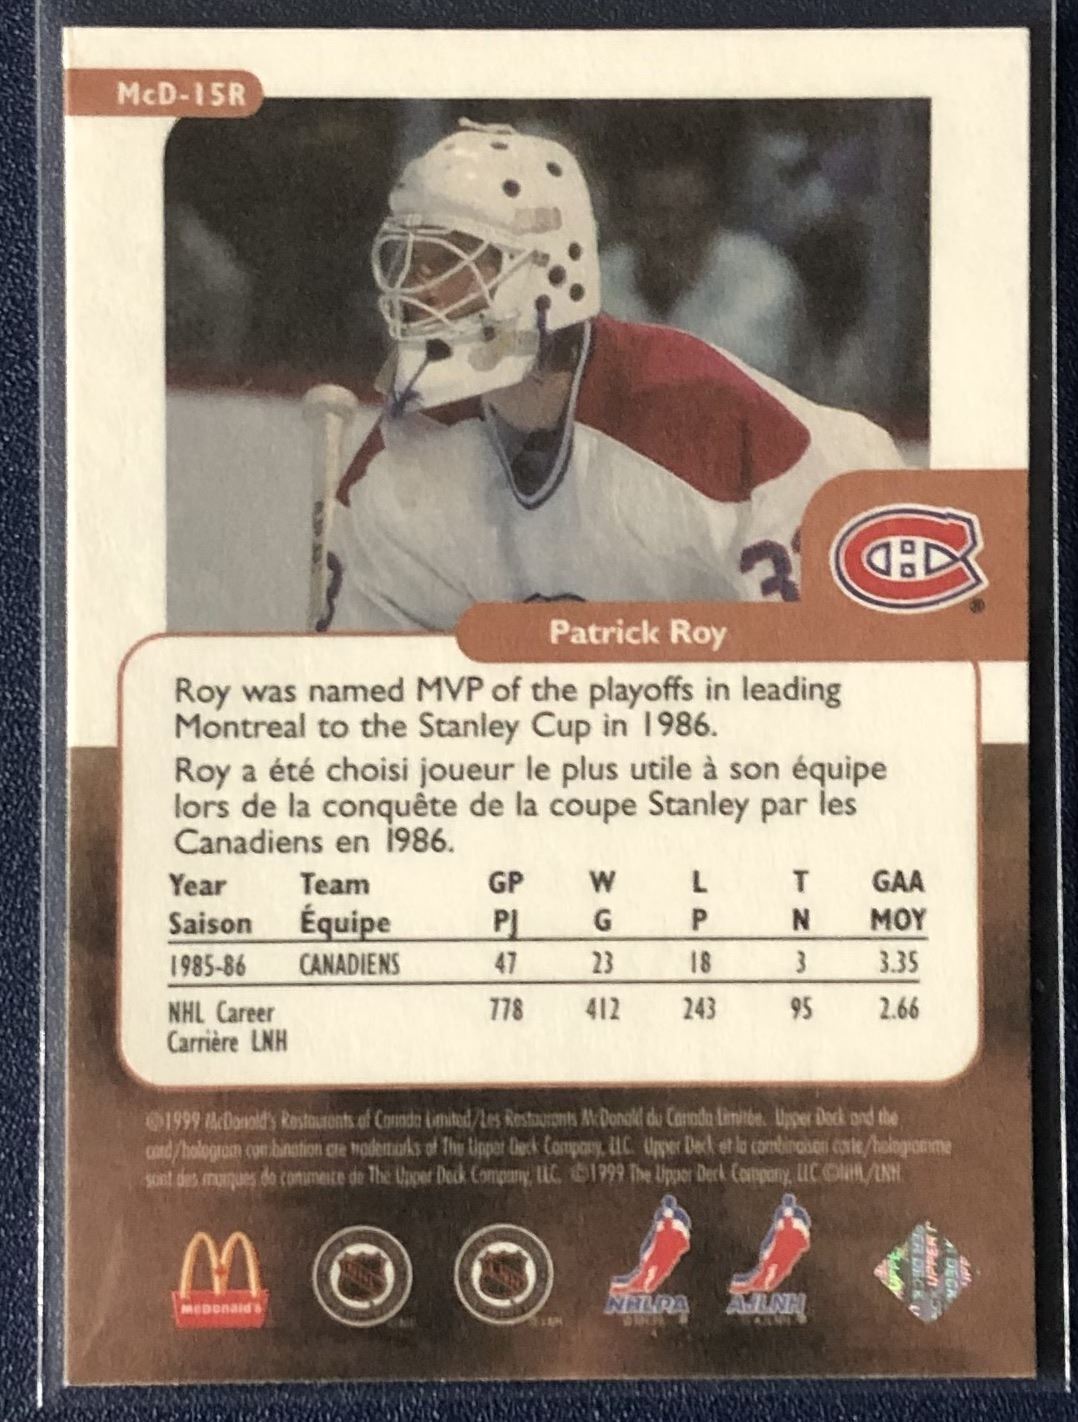 McD-15R
3
Patrick Roy
Roy was named MVP of the playoffs in leading
Montreal to the Stanley Cup in 1986.
Roy a été choisi joueur le plus utile à son équipe
lors de la conquête de la coupe Stanley par les
Canadiens en 1986.
Year Team GP W L T GAA
Saison Équipe PJ G P N MOY
1985-86 CANADIENS 47 23 18 3 3.35
NHL Career 778 412 243 95 2.66
Carrière LNH
©1999 McDonald's Restaurants of Canada Limited/Les Restaurants McDonald du Canada Limitée. Upper Deck and the
card/hologram combination are trademarks of The Upper Deck Company, LLC. Upper Deck et la combinaison carte/hologramme
sont des marques de commerce de The Upper Deck Company, LLC. ©1999 The Upper Deck Company, LLC ©NHL/LNH
McDonald's NHL LNH NHLPA AJLNH UPPER